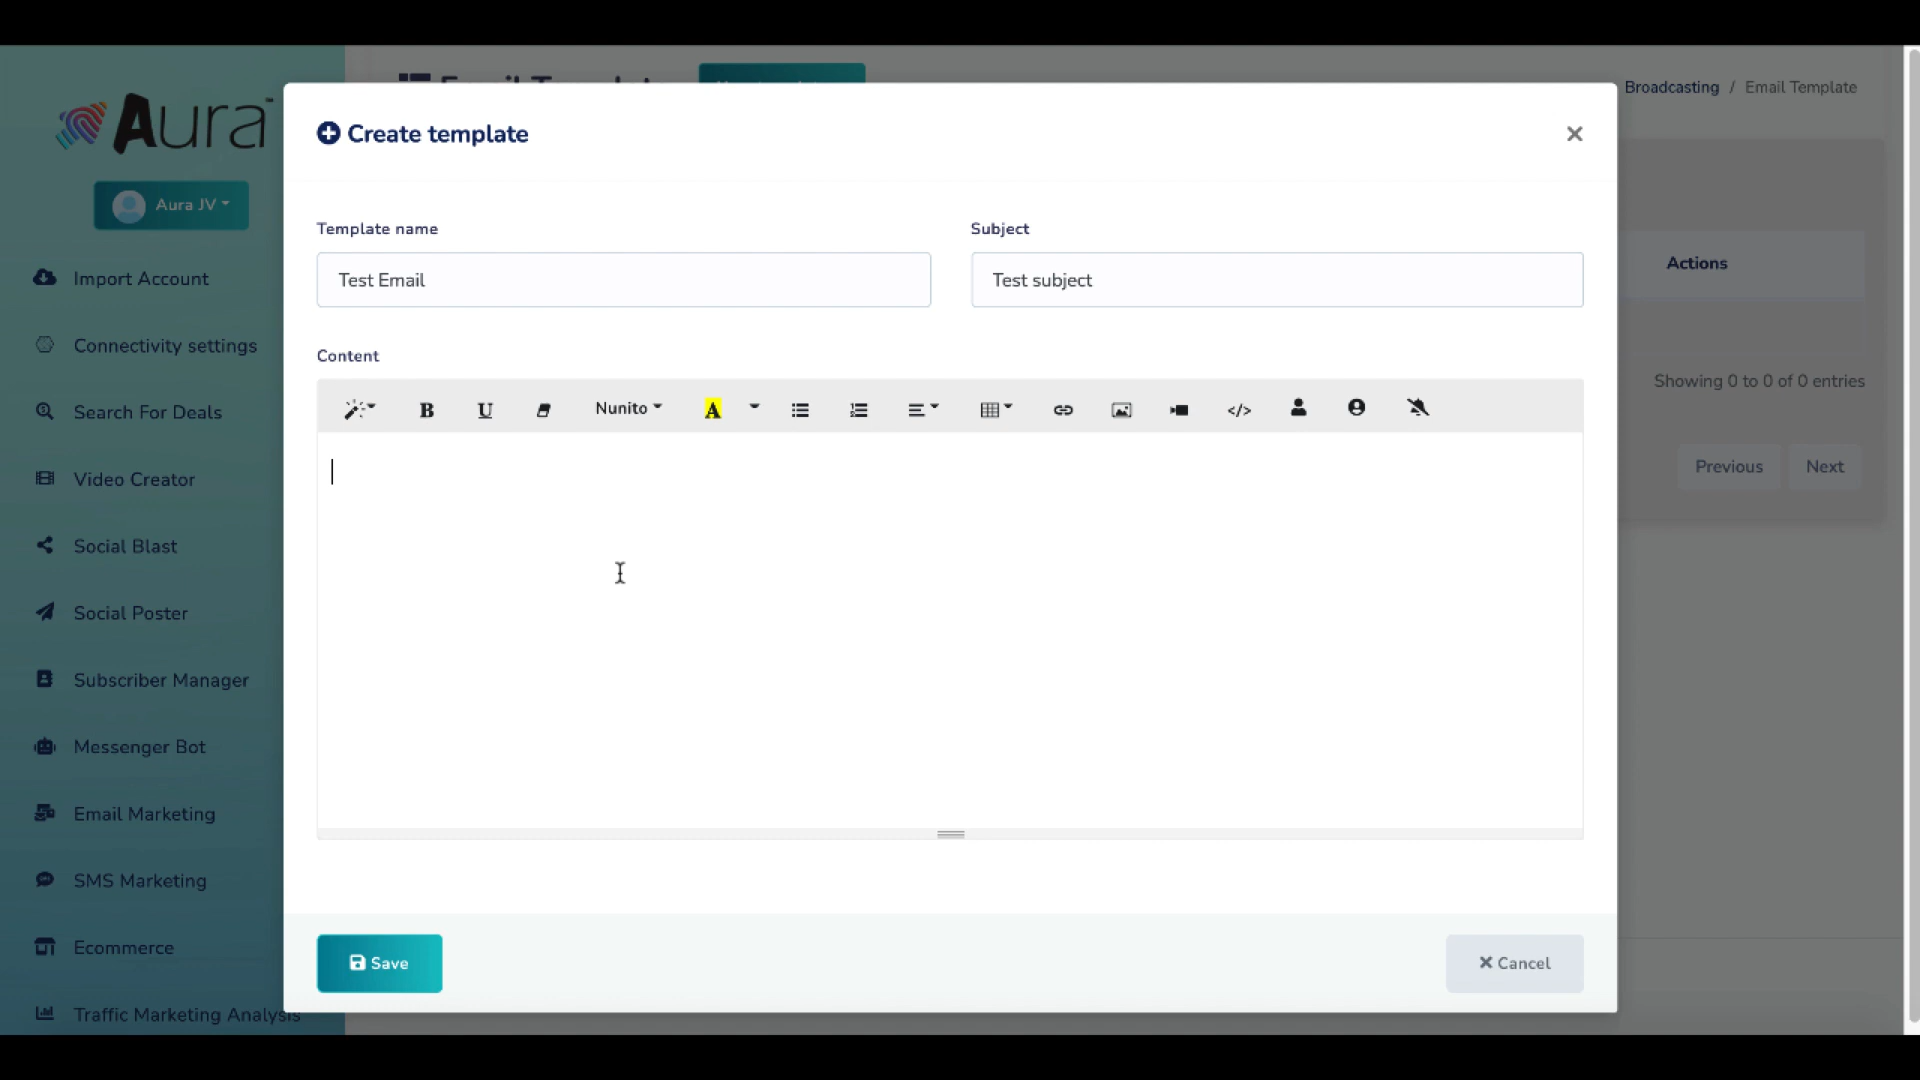 Aura
Aura JV
Import Account
Connectivity settings
Search For Deals
Video Creator
Social Blast
Social Poster
Subscriber Manager
Messenger Bot
Email Marketing
SMS Marketing
Ecommerce
Traffic Marketing Analysis
Email Template
Broadcasting / Email Template
Create template
Template name
Subject
Test Email
Test subject
Content
Nunito
Save
Cancel
Actions
Showing 0 to 0 of 0 entries
Previous
Next